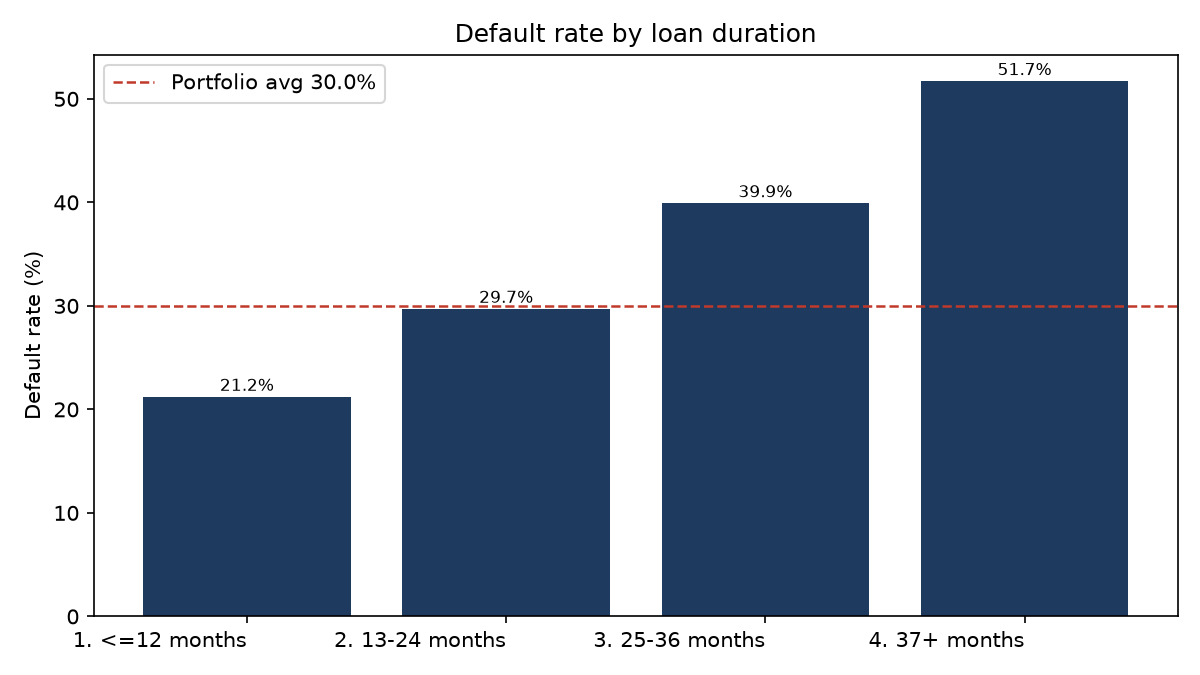 Default rate by loan duration
Portfolio avg 30.0%
Default rate (%)
50
40
30
20
10
0
21.2%
29.7%
39.9%
51.7%
1. <=12 months
2. 13-24 months
3. 25-36 months
4. 37+ months